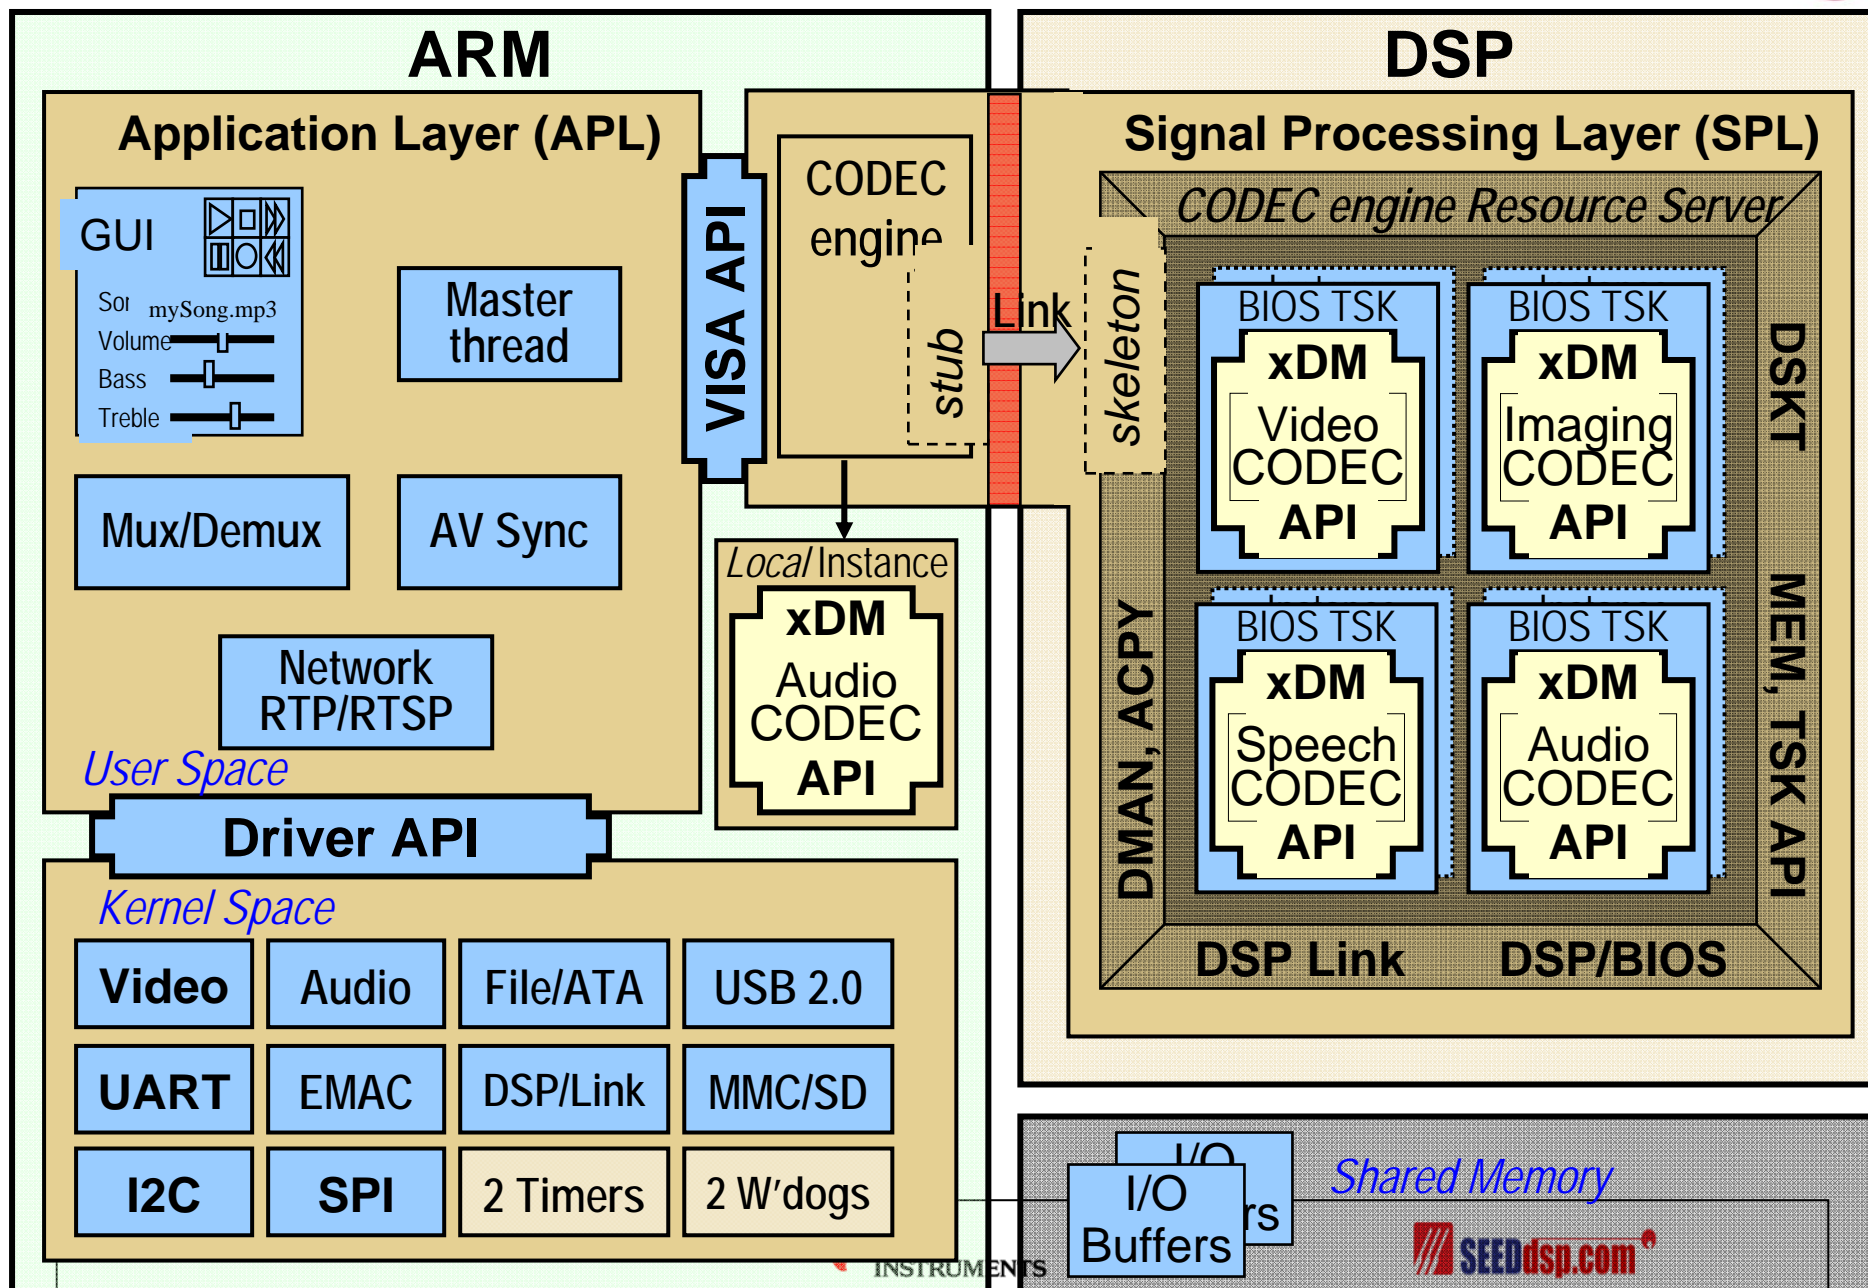 ARM
Application Layer (APL)
GUI
mySong.mp3
Volume
Bass
Treble
Master
thread
Mux/Demux
AV Sync
Network
RTP/RTSP
User Space
VISA API
CODEC
engine
stub
Link
Local Instance
xDM
Audio
CODEC
API
Driver API
Kernel Space
Video
Audio
File/ATA
USB 2.0
UART
EMAC
DSP/Link
MMC/SD
I2C
SPI
2 Timers
2 W'dogs
INSTRUMENTS
DSP
Signal Processing Layer (SPL)
CODEC engine Resource Server
skeleton
BIOS TSK
xDM
Video
CODEC
API
BIOS TSK
xDM
Imaging
CODEC
API
BIOS TSK
xDM
Speech
CODEC
API
BIOS TSK
xDM
Audio
CODEC
API
DSKT
MEM, TSK API
DMAN, ACPY
DSP Link
DSP/BIOS
I/O
I/O
Buffers
Shared Memory
SEEDdsp.com